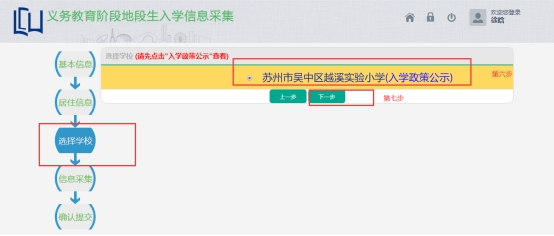 义务教育阶段地段生入学信息采集
欢迎您登录
徐皖
基本信息
居住信息
选择学校
信息采集
确认提交
选择学校 (请先点击"入学政策公示"查看)
苏州市吴中区越溪实验小学(入学政策公示)
第六步
上一步
下一步
第七步